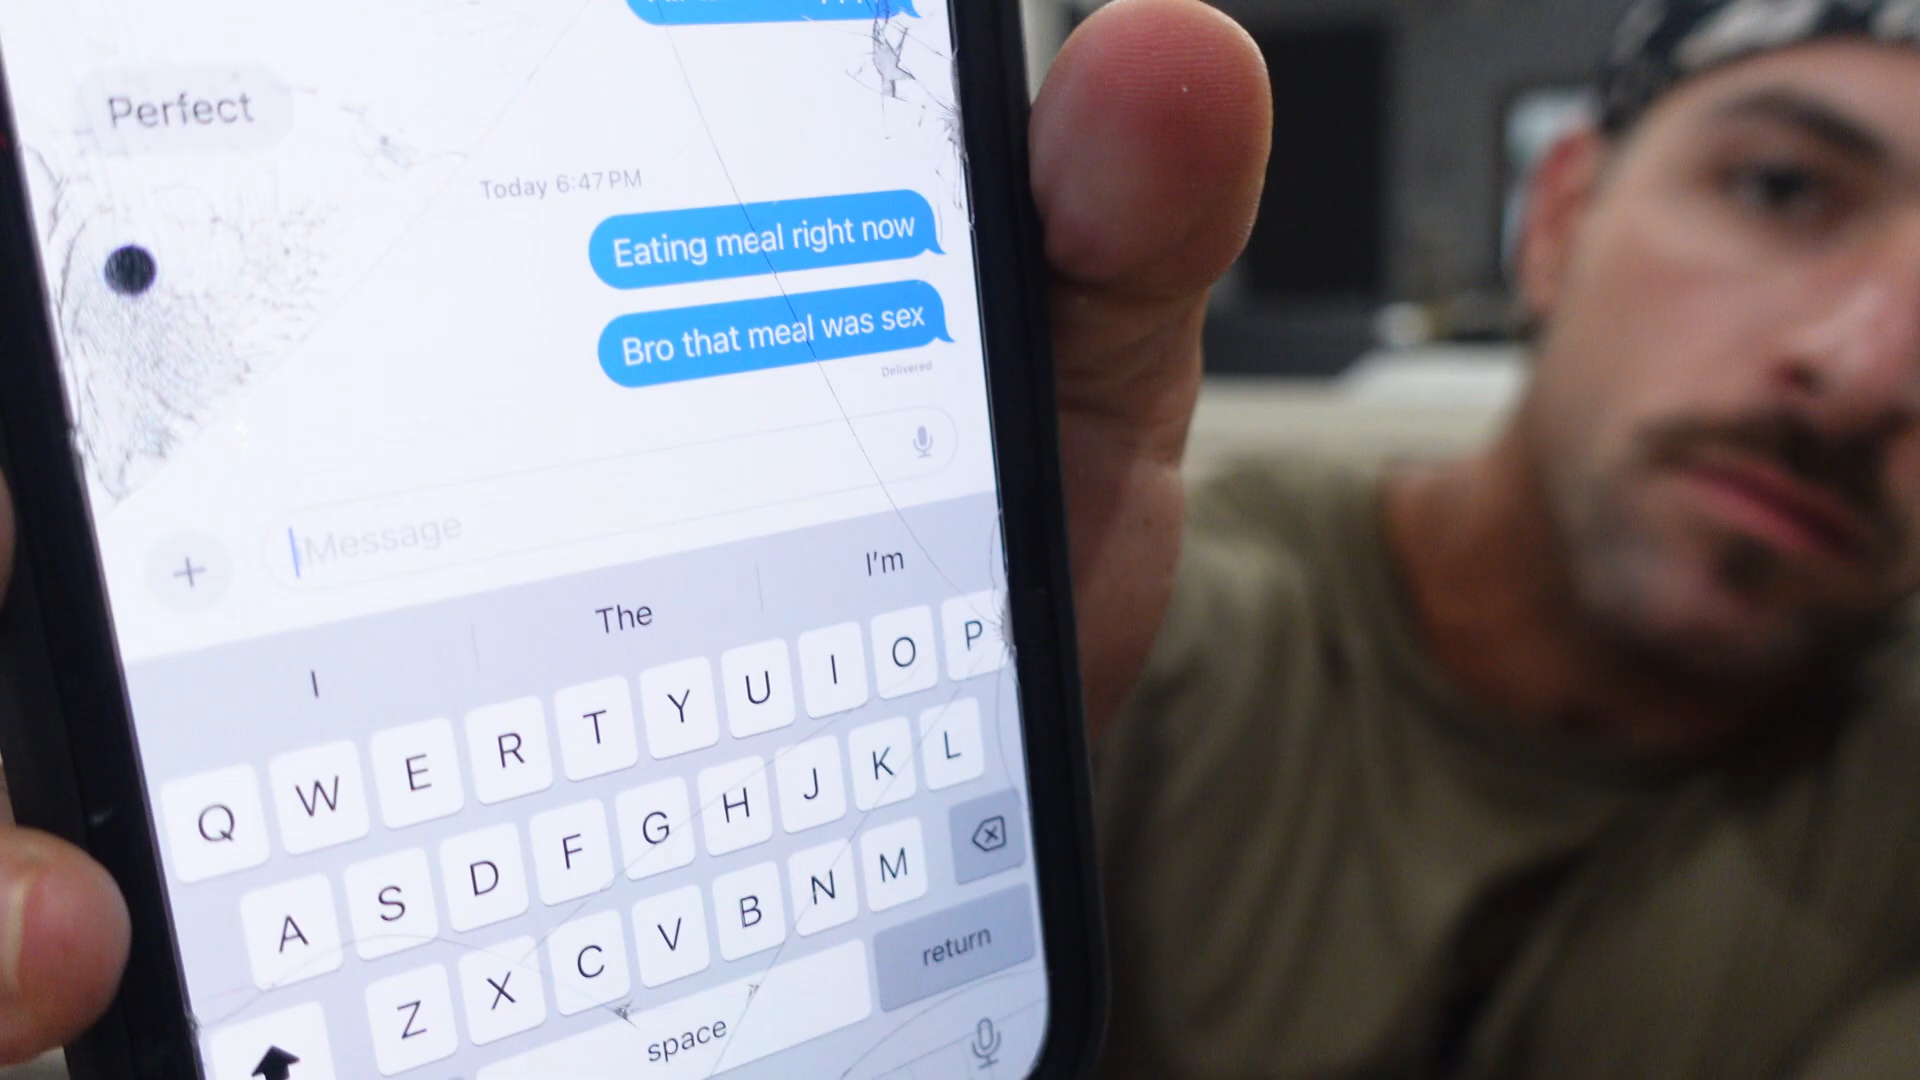 Perfect
Today 6:47 PM
Eating meal right now
Bro that meal was sex
Delivered
Message
I The I'm
Q W E R T Y U I O P
A S D F G H J K L
Z X C V B N M
space return